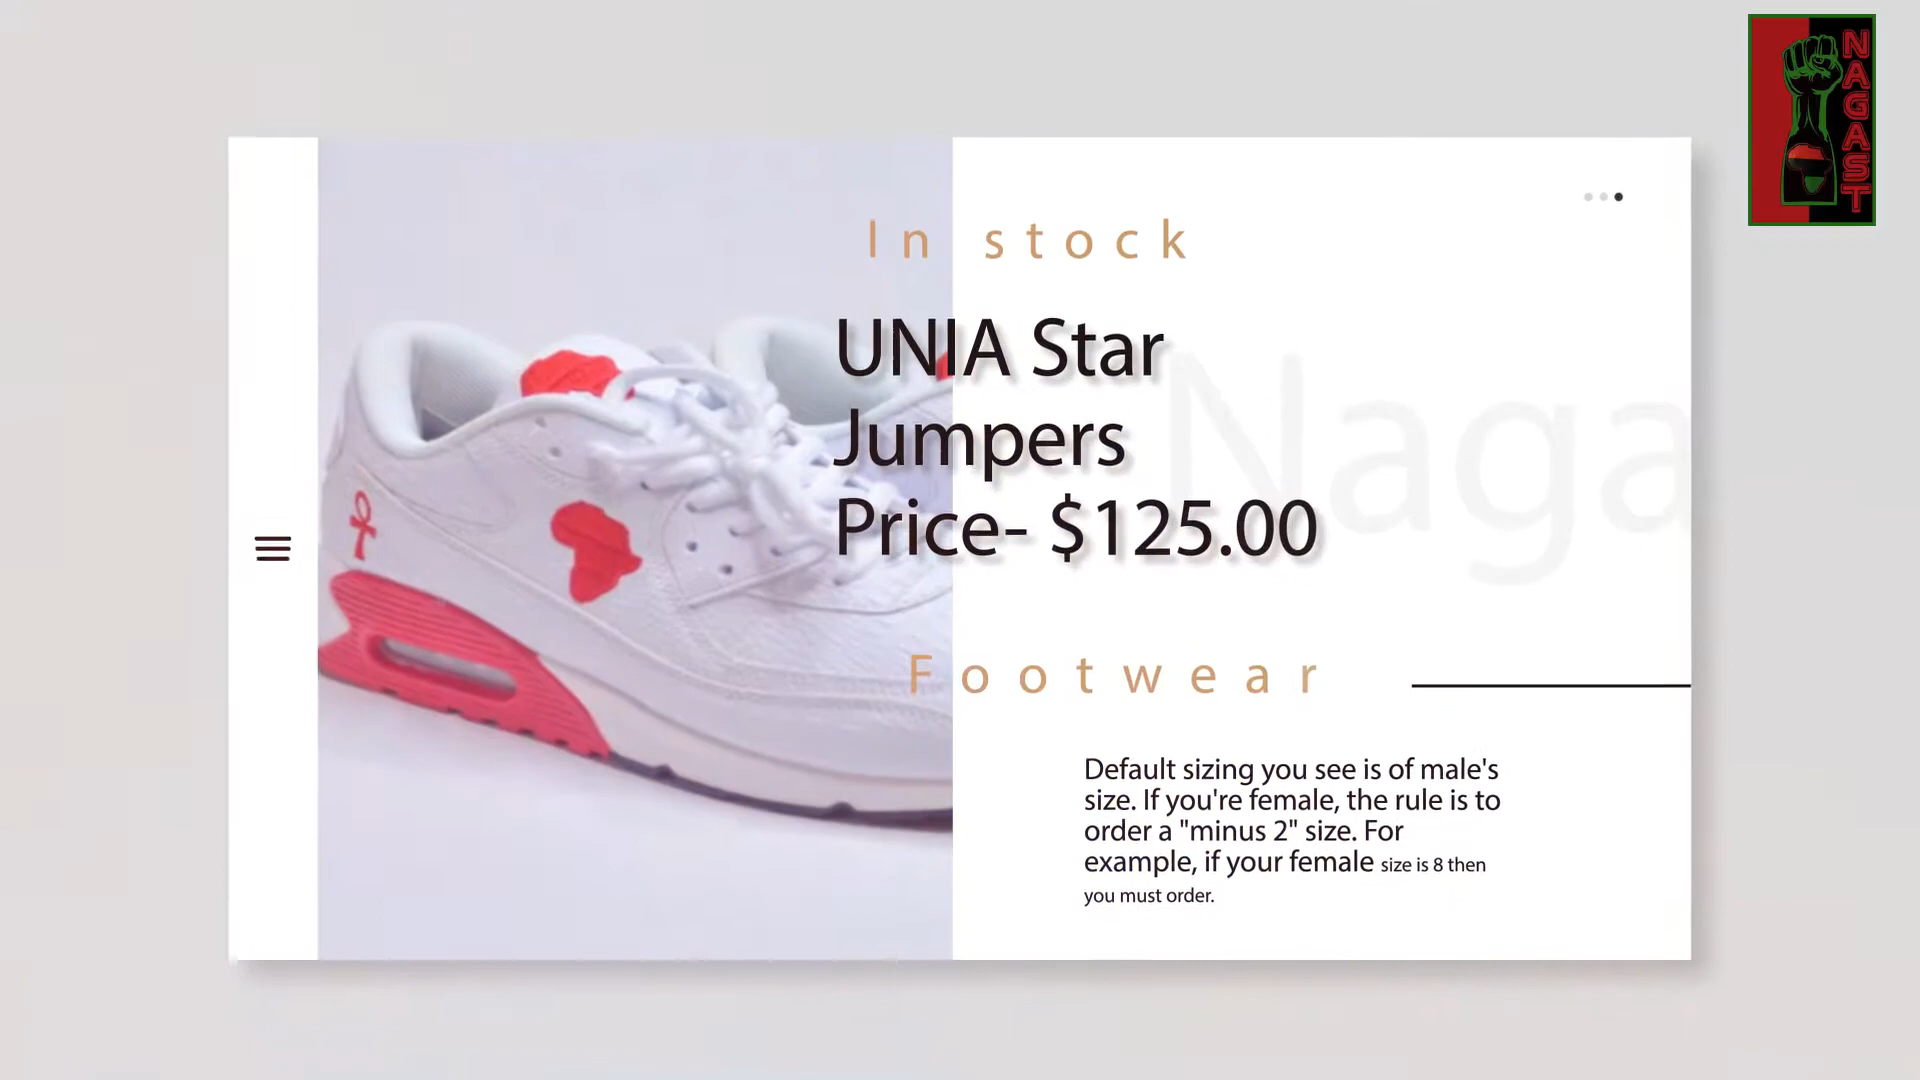 NAGAST
In stock
UNIA Star
Jumpers
Price- $125.00
Naga
Footwear
Default sizing you see is of male's
size. If you're female, the rule is to
order a "minus 2" size. For
example, if your female size is 8 then
you must order.